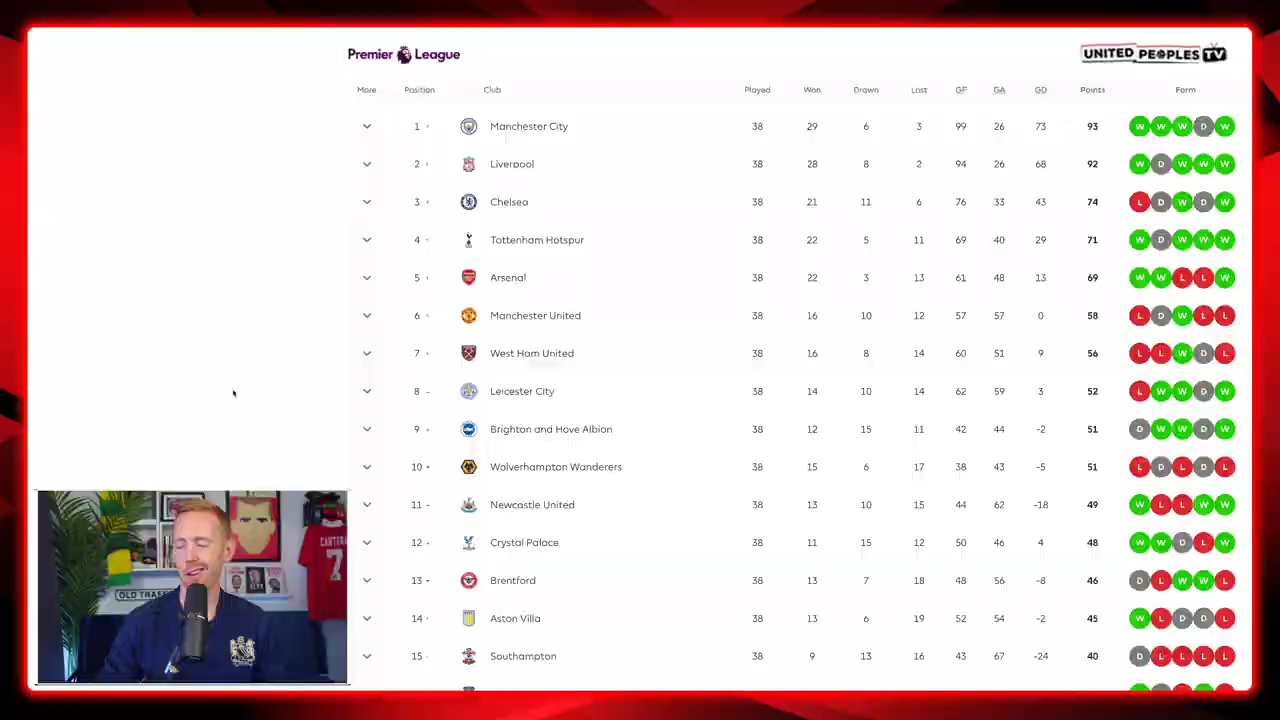 Premier League
UNITED PEOPLES TV
More Position Club Played Won Drawn Lost GF GA GD Points Form
1 Manchester City 38 29 6 3 99 26 73 93 W W W D W
2 Liverpool 38 28 8 2 94 26 68 92 W D W W W
3 Chelsea 38 21 11 6 76 33 43 74 L D W D W
4 Tottenham Hotspur 38 22 5 11 69 40 29 71 W D W W W
5 Arsenal 38 22 3 13 61 48 13 69 W W L L W
6 Manchester United 38 16 10 12 57 57 0 58 L D W L L
7 West Ham United 38 16 8 14 60 51 9 56 L L W D L
8 Leicester City 38 14 10 14 62 59 3 52 L W W D W
9 Brighton and Hove Albion 38 12 15 11 42 44 -2 51 D W W D W
10 Wolverhampton Wanderers 38 15 6 17 38 43 -5 51 L D L D L
11 Newcastle United 38 13 10 15 44 62 -18 49 W L L W W
12 Crystal Palace 38 11 15 12 50 46 4 48 W W D L W
13 Brentford 38 13 7 18 48 56 -8 46 D L W W L
14 Aston Villa 38 13 6 19 52 54 -2 45 W L D D L
15 Southampton 38 9 13 16 43 67 -24 40 D L L L L
CANTONA
7
OLD TRAFF